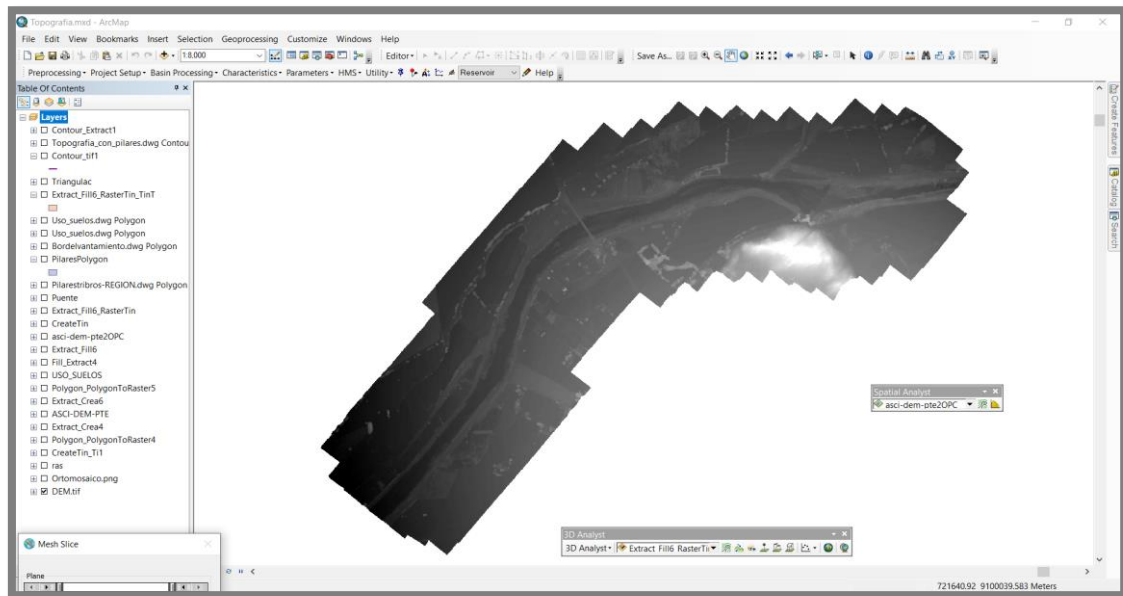 Topografia.mxd - ArcMap
File Edit View Bookmarks Insert Selection Geoprocessing Customize Windows Help
1:8.000 Editor Save As...
Preprocessing Project Setup Basin Processing Characteristics Parameters HMS Utility Reservoir Help
Table Of Contents
Layers
Contour_Extract1
Topografia_con_pilares.dwg Contou
Contour_tif1
Triangulac
Extract_Fill6_RasterTin_TinT
Uso_suelos.dwg Polygon
Uso_suelos.dwg Polygon
Bordelvantamiento.dwg Polygon
PilaresPolygon
Pilarestribos-REGION.dwg Polygon
Puente
Extract_Fill6_RasterTin
CreateTin
asci-dem-pte2OPC
Extract_Fill6
Fill_Extract4
USO_SUELOS
Polygon_PolygonToRaster5
Extract_Crea6
ASCI-DEM-PTE
Extract_Crea4
Polygon_PolygonToRaster4
CreateTin_Ti1
ras
Ortomosaico.png
DEM.tif
Mesh Slice
Plane
Spatial Analyst
asci-dem-pte2OPC
3D Analyst
3D Analyst Extract_Fill6_RasterTi
Create Features
Catalog
Search
721640.92 9100039.583 Meters